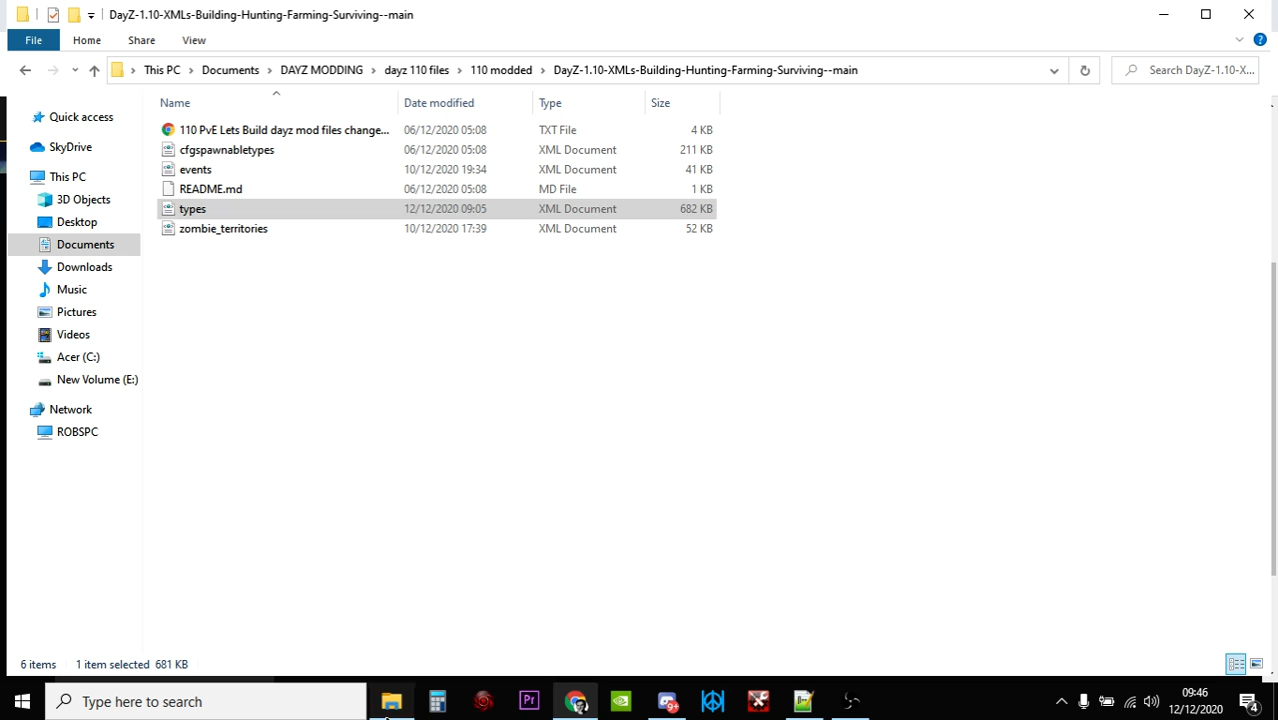 DayZ-1.10-XMLs-Building-Hunting-Farming-Surviving--main
File Home Share View
This PC Documents DAYZ MODDING dayz 110 files 110 modded DayZ-1.10-XMLs-Building-Hunting-Farming-Surviving--main Search DayZ-1.10-X...
Name Date modified Type Size
Quick access
SkyDrive
This PC
3D Objects
Desktop
Documents
Downloads
Music
Pictures
Videos
Acer (C:)
New Volume (E:)
Network
ROBSPC
110 PvE Lets Build dayz mod files change... 06/12/2020 05:08 TXT File 4 KB
cfgspawnabletypes 06/12/2020 05:08 XML Document 211 KB
events 10/12/2020 19:34 XML Document 41 KB
README.md 06/12/2020 05:08 MD File 1 KB
types 12/12/2020 09:05 XML Document 682 KB
zombie_territories 10/12/2020 17:39 XML Document 52 KB
6 items 1 item selected 681 KB
Type here to search
Pr
9+
09:46
12/12/2020
4